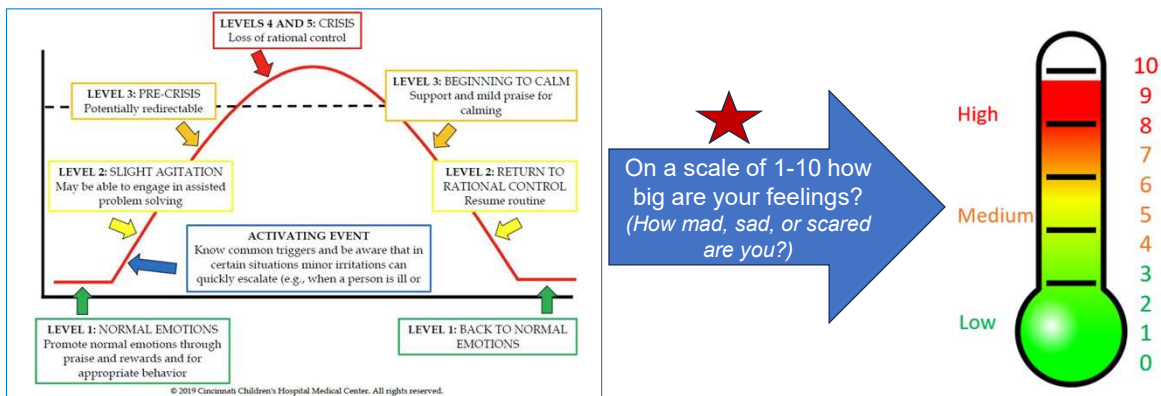 LEVELS 4 AND 5: CRISIS
Loss of rational control
LEVEL 3: PRE-CRISIS
Potentially redirectable
LEVEL 3: BEGINNING TO CALM
Support and mild praise for
calming
LEVEL 2: SLIGHT AGITATION
May be able to engage in assisted
problem solving
LEVEL 2: RETURN TO
RATIONAL CONTROL
Resume routine
ACTIVATING EVENT
Know common triggers and be aware that in
certain situations minor irritations can
quickly escalate (e.g., when a person is ill or
LEVEL 1: NORMAL EMOTIONS
Promote normal emotions through
praise and rewards and for
appropriate behavior
LEVEL 1: BACK TO NORMAL
EMOTIONS
© 2019 Cincinnati Children's Hospital Medical Center. All rights reserved.
On a scale of 1-10 how
big are your feelings?
(How mad, sad, or scared
are you?)
High
Medium
Low
10
9
8
7
6
5
4
3
2
1
0